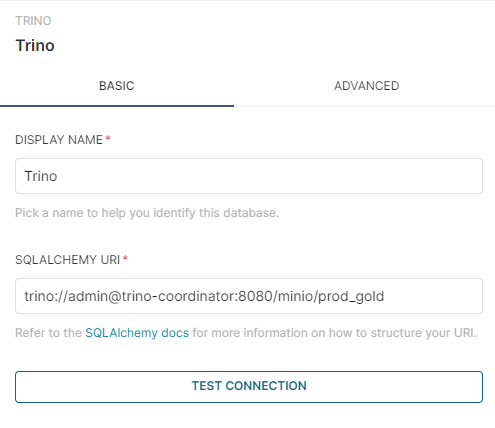 TRINO
Trino
BASIC ADVANCED
DISPLAY NAME *
Trino
Pick a name to help you identify this database.
SQLALCHEMY URI *
trino://admin@trino-coordinator:8080/minio/prod_gold
Refer to the SQLAlchemy docs for more information on how to structure your URI.
TEST CONNECTION